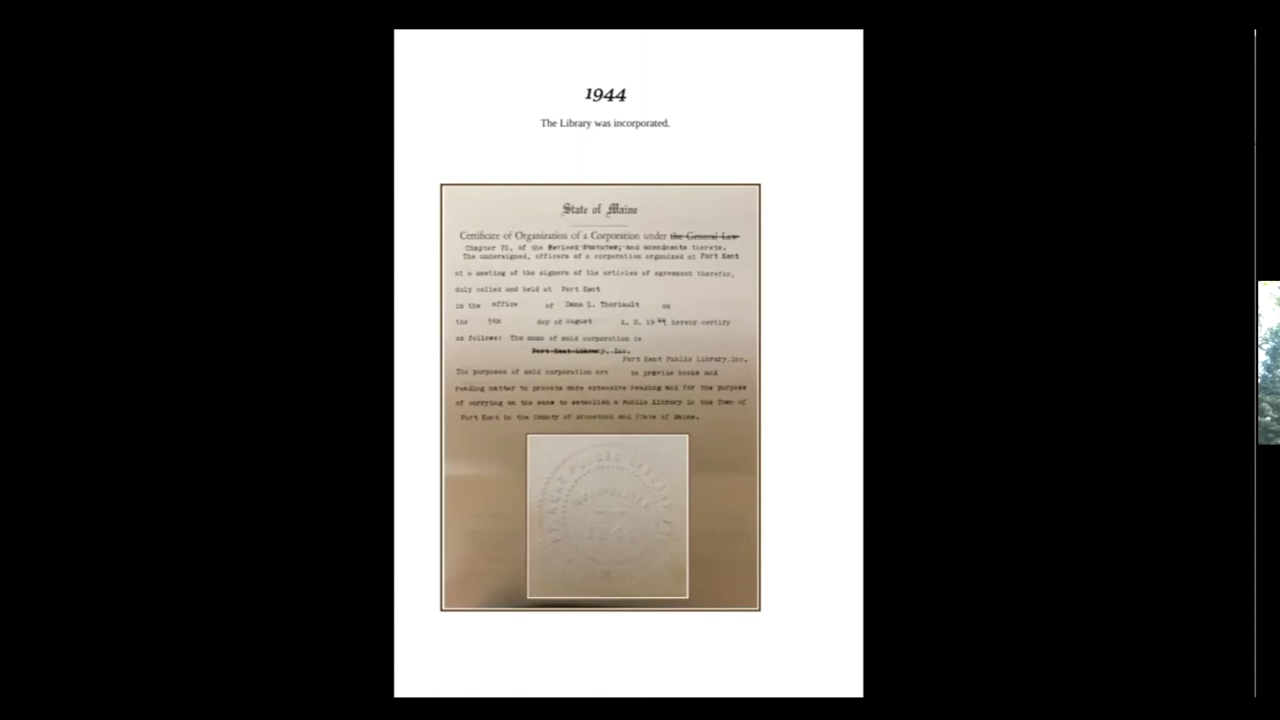 1944
The Library was incorporated.
State of Maine
Certificate of Organization of a Corporation under the General Law
Chapter 70, of the Revised Statutes, and amendments thereto.
The undersigned, officers of a corporation organized at Fort Kent
at a meeting of the signers of the articles of agreement therefor,
duly called and held at Fort Kent
in the office of Dana L. Theriault on
the 9th day of August A. D. 1944 hereby certify
as follows: The name of said corporation is
Fort Kent Library, Inc.
Fort Kent Public Library, Inc.
The purposes of said corporation are to provide books and
reading matter to promote more extensive reading and for the purpose
of carrying on the same to establish a Public Library in the Town of
Fort Kent in the County of Aroostook and State of Maine.
KENT PUBLIC LIBRARY
1944